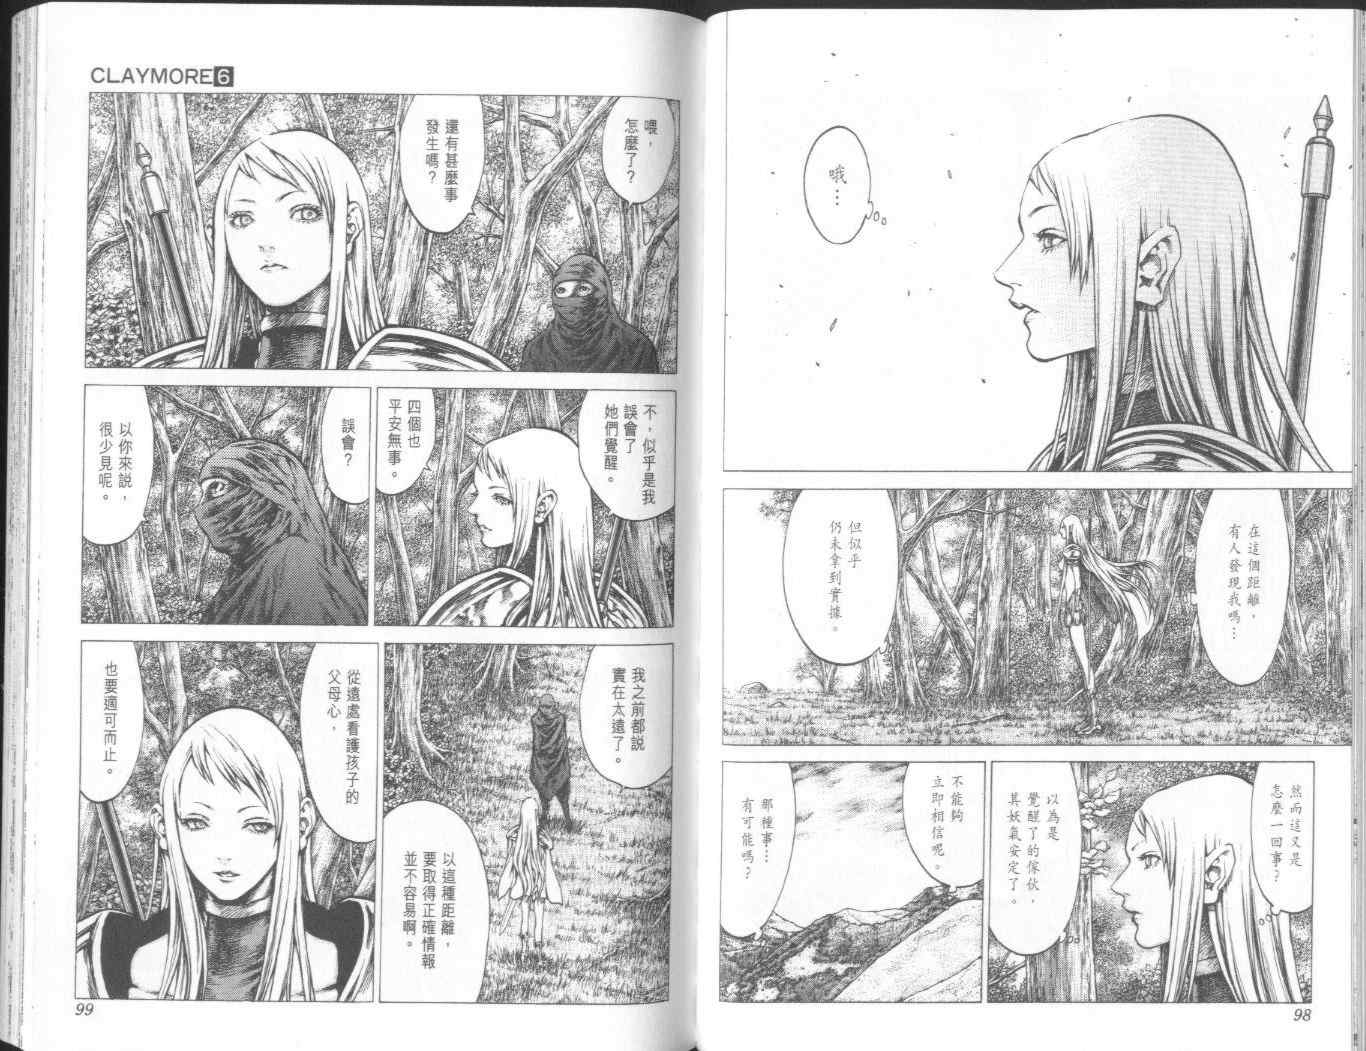 哦…
在這個距離，
有人發現我嗎…
但似乎
仍未拿到實據。
然而這又是
怎麼一回事？
以為是
覺醒了的傢伙，
其妖氣安定了。
不能夠
立即相信呢。
那種事…
有可能嗎？
98
CLAYMORE6
喂，
怎麼了？
還有甚麼事
發生嗎？
不，似乎是我
誤會了
她們覺醒。
四個也
平安無事。
誤會？
以你來説，
很少見呢。
我之前都說
實在太遠了。
以這種距離，
要取得正確情報
並不容易啊。
從遠處看護孩子的
父母心，
也要適可而止。
99